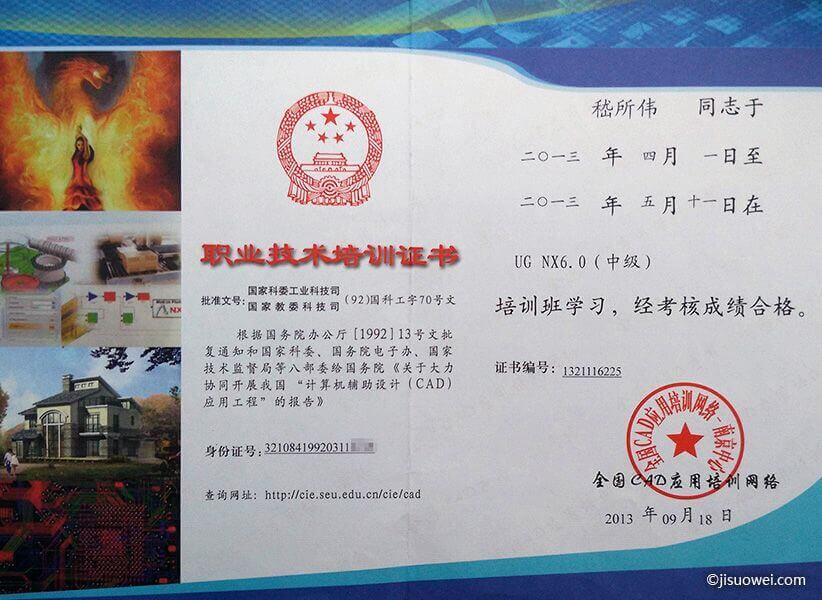 职业技术培训证书
批准文号:
国家科委工业科技司
国家教委科技司
(92)国科工字70号文
根据国务院办公厅[1992]13号文批
复通知和国家科委、国务院电子办、国家
技术监督局等八部委给国务院《关于大力
协同开展我国“计算机辅助设计(CAD)
应用工程”的报告》
身份证号: 32108419920311
查询网址: http://cie.seu.edu.cn/cie/cad
嵇所伟 同志于
二〇一三 年 四月 一日至
二〇一三 年 五月 十一日在
UG NX6.0(中级)
培训班学习，经考核成绩合格。
证书编号: 1321116225
全国CAD应用培训网络-南京中心
全国CAD应用培训网络
2013 年 09 月 18 日
NX
©jisuowei.com